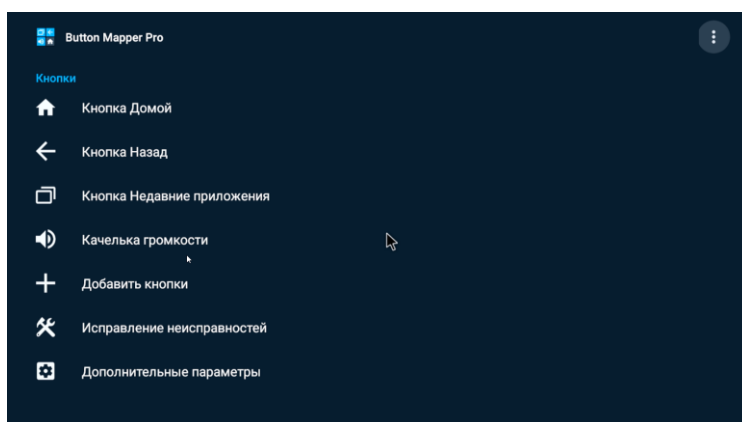 Button Mapper Pro
Кнопки
Кнопка Домой
Кнопка Назад
Кнопка Недавние приложения
Качелька громкости
Добавить кнопки
Исправление неисправностей
Дополнительные параметры